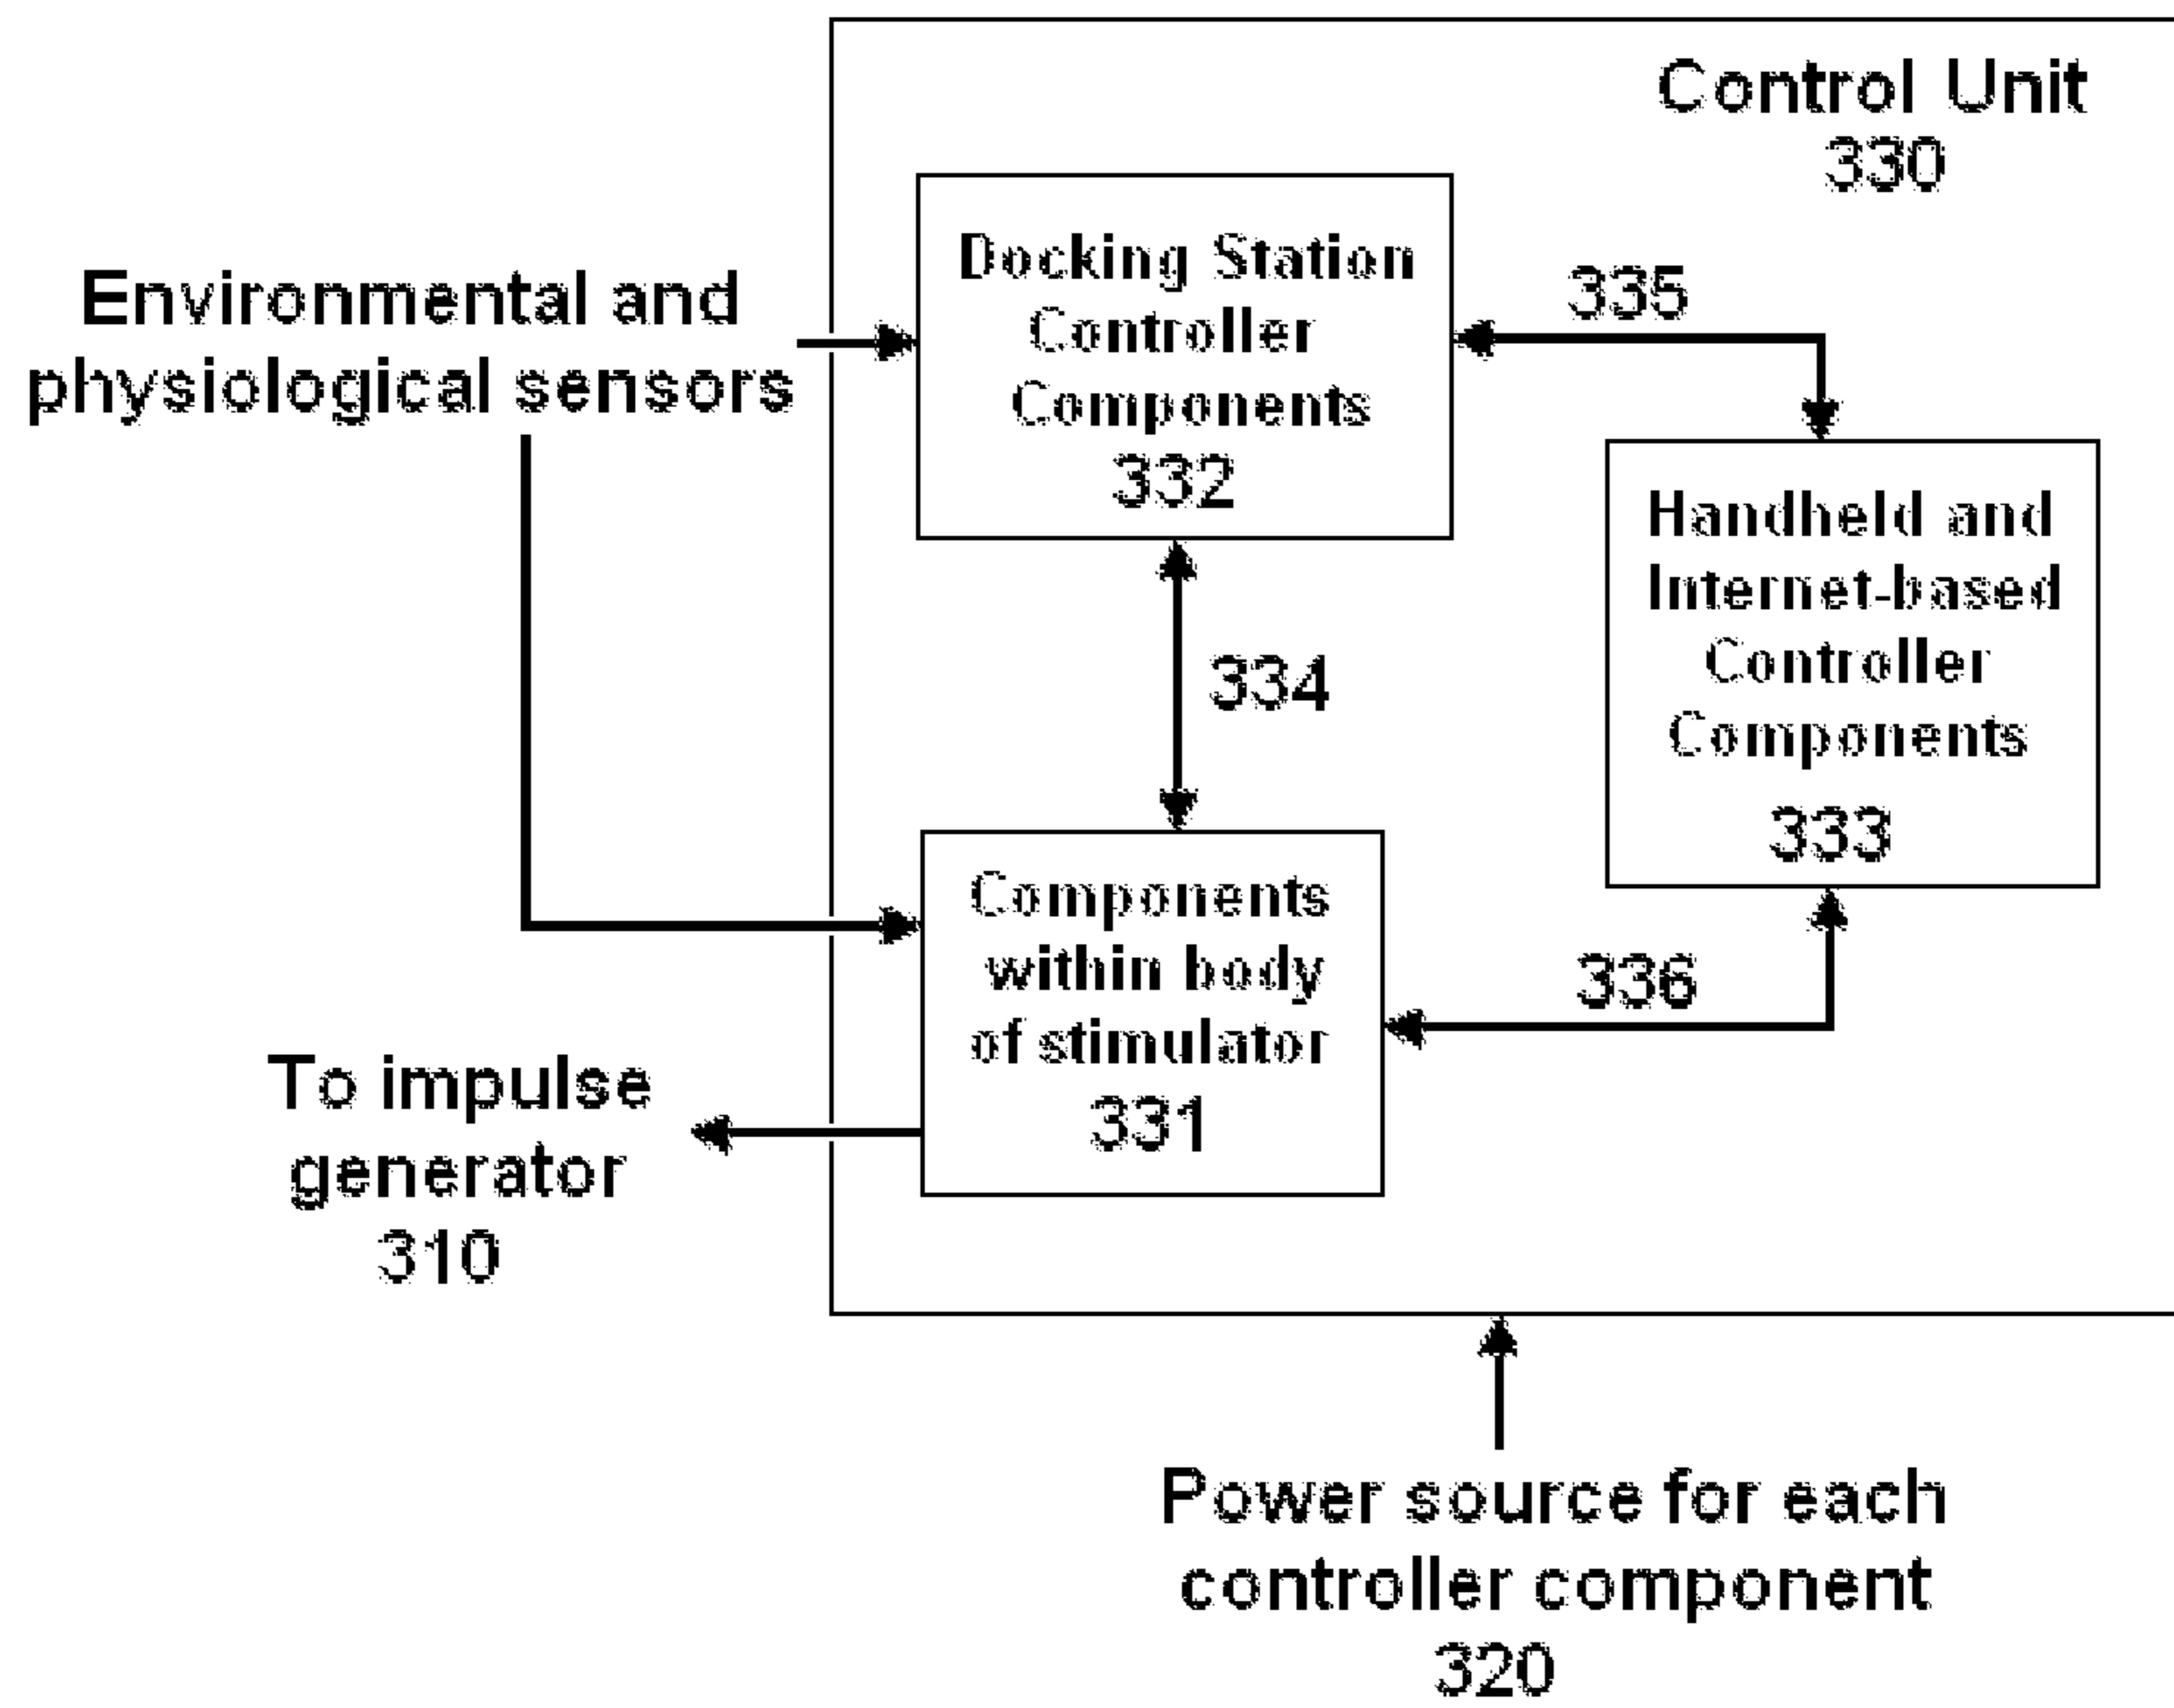 Control Unit
330
Environmental and
physiological sensors
Docking Station
Controller
Components
332
335
Handheld and
Internet-based
Controller
Components
333
334
Components
within body
of stimulator
331
336
To impulse
generator
310
Power source for each
controller component
320